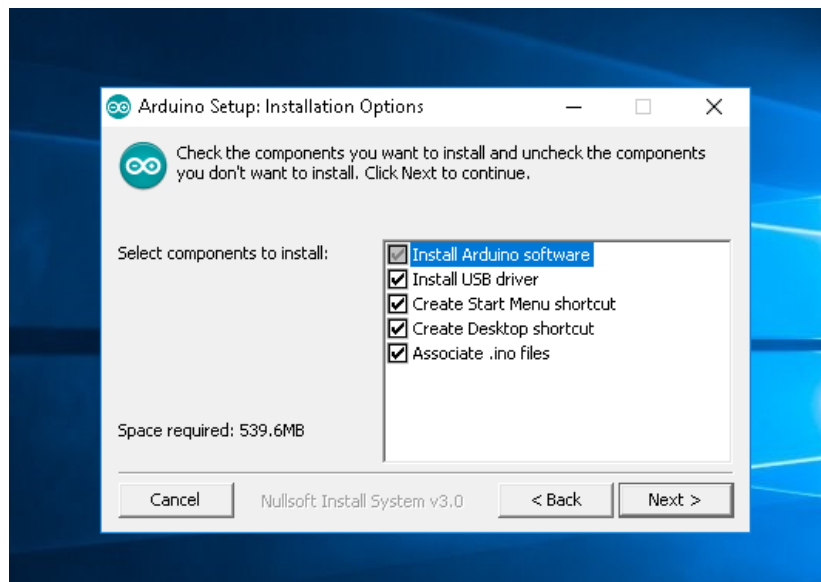 Arduino Setup: Installation Options
Check the components you want to install and uncheck the components
you don't want to install. Click Next to continue.
Select components to install:
Install Arduino software
Install USB driver
Create Start Menu shortcut
Create Desktop shortcut
Associate .ino files
Space required: 539.6MB
Cancel
Nullsoft Install System v3.0
< Back
Next >